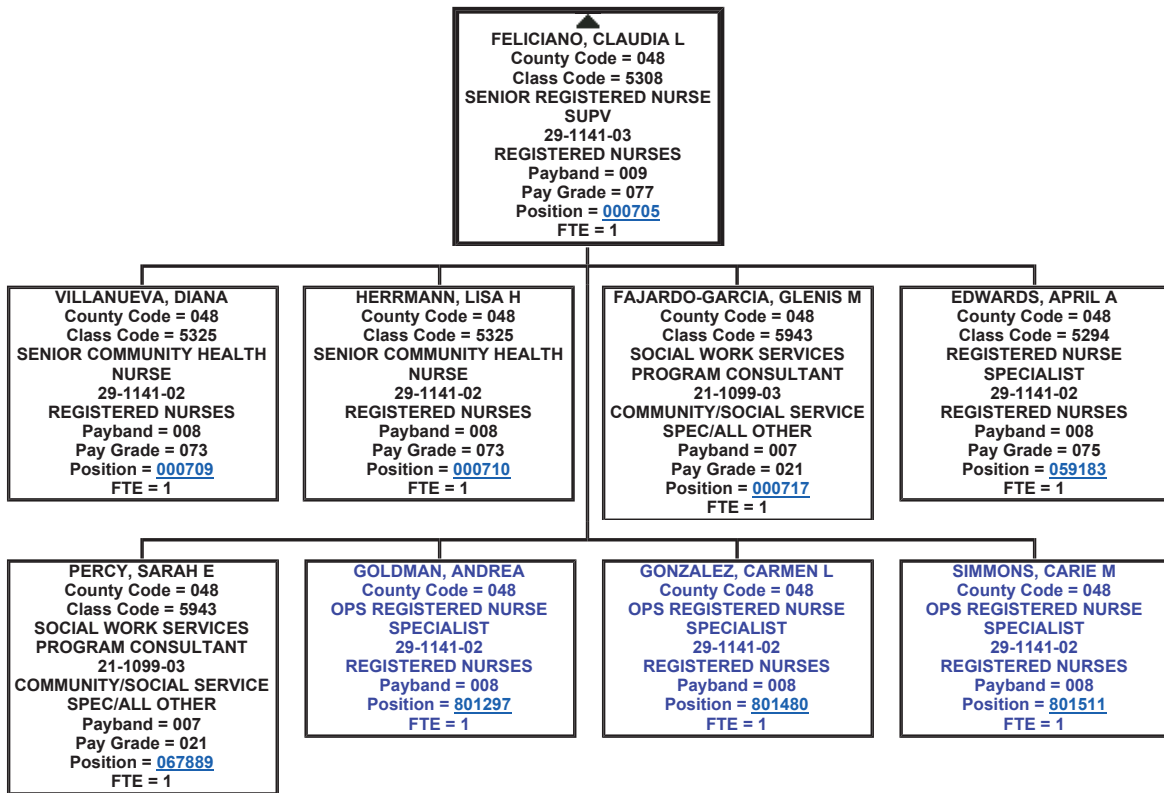 FELICIANO, CLAUDIA L
County Code = 048
Class Code = 5308
SENIOR REGISTERED NURSE
SUPV
29-1141-03
REGISTERED NURSES
Payband = 009
Pay Grade = 077
Position = 000705
FTE = 1
VILLANUEVA, DIANA
County Code = 048
Class Code = 5325
SENIOR COMMUNITY HEALTH
NURSE
29-1141-02
REGISTERED NURSES
Payband = 008
Pay Grade = 073
Position = 000709
FTE = 1
HERRMANN, LISA H
County Code = 048
Class Code = 5325
SENIOR COMMUNITY HEALTH
NURSE
29-1141-02
REGISTERED NURSES
Payband = 008
Pay Grade = 073
Position = 000710
FTE = 1
FAJARDO-GARCIA, GLENIS M
County Code = 048
Class Code = 5943
SOCIAL WORK SERVICES
PROGRAM CONSULTANT
21-1099-03
COMMUNITY/SOCIAL SERVICE
SPEC/ALL OTHER
Payband = 007
Pay Grade = 021
Position = 000717
FTE = 1
EDWARDS, APRIL A
County Code = 048
Class Code = 5294
REGISTERED NURSE
SPECIALIST
29-1141-02
REGISTERED NURSES
Payband = 008
Pay Grade = 075
Position = 059183
FTE = 1
PERCY, SARAH E
County Code = 048
Class Code = 5943
SOCIAL WORK SERVICES
PROGRAM CONSULTANT
21-1099-03
COMMUNITY/SOCIAL SERVICE
SPEC/ALL OTHER
Payband = 007
Pay Grade = 021
Position = 067889
FTE = 1
GOLDMAN, ANDREA
County Code = 048
OPS REGISTERED NURSE
SPECIALIST
29-1141-02
REGISTERED NURSES
Payband = 008
Position = 801297
FTE = 1
GONZALEZ, CARMEN L
County Code = 048
OPS REGISTERED NURSE
SPECIALIST
29-1141-02
REGISTERED NURSES
Payband = 008
Position = 801480
FTE = 1
SIMMONS, CARIE M
County Code = 048
OPS REGISTERED NURSE
SPECIALIST
29-1141-02
REGISTERED NURSES
Payband = 008
Position = 801511
FTE = 1